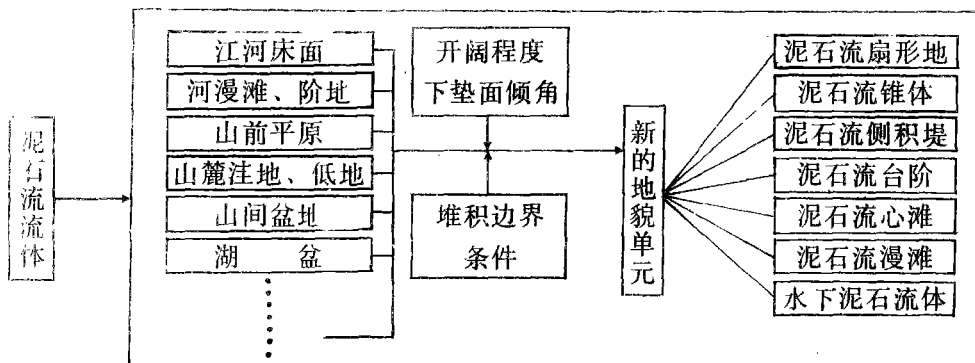 泥石流流体
江河床面
河漫滩、阶地
山前平原
山麓洼地、低地
山间盆地
湖 盆
开阔程度
下垫面倾角
堆积边界
条件
新的地貌单元
泥石流扇形地
泥石流锥体
泥石流侧积堤
泥石流台阶
泥石流心滩
泥石流漫滩
水下泥石流体